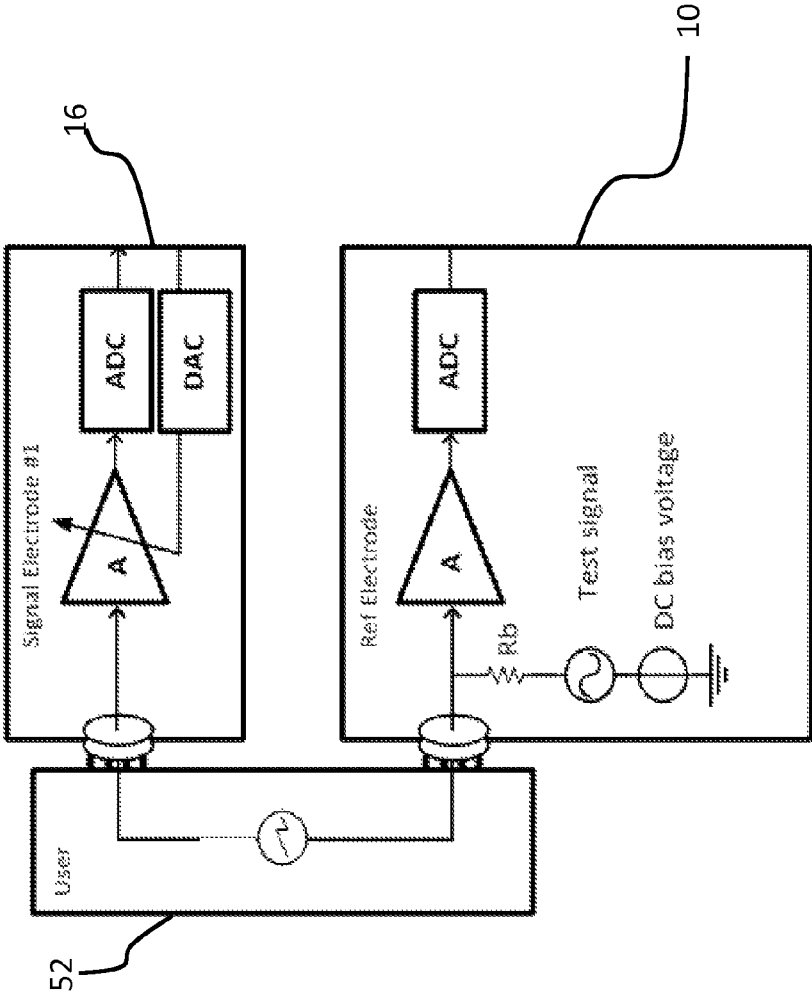 16
Signal Electrode #1
A
ADC
DAC
10
Ref Electrode
A
ADC
Rb
Test signal
DC bias voltage
User
52